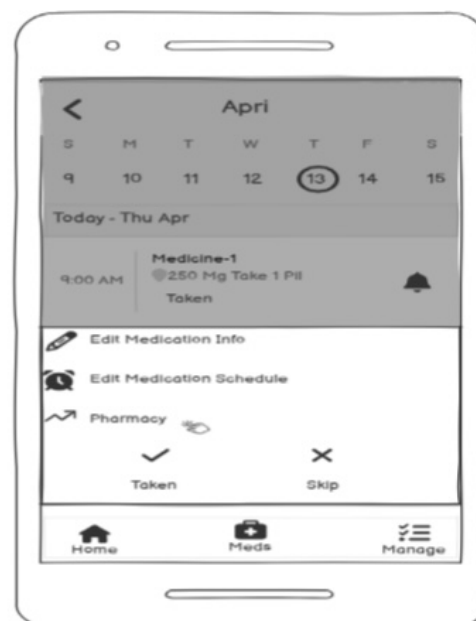 Apri
S M T W T F S
9 10 11 12 13 14 15
Today - Thu Apr
Medicine-1
9:00 AM 250 Mg Take 1 Pil
Taken
Edit Medication Info
Edit Medication Schedule
Pharmacy
Taken Skip
Home Meds Manage